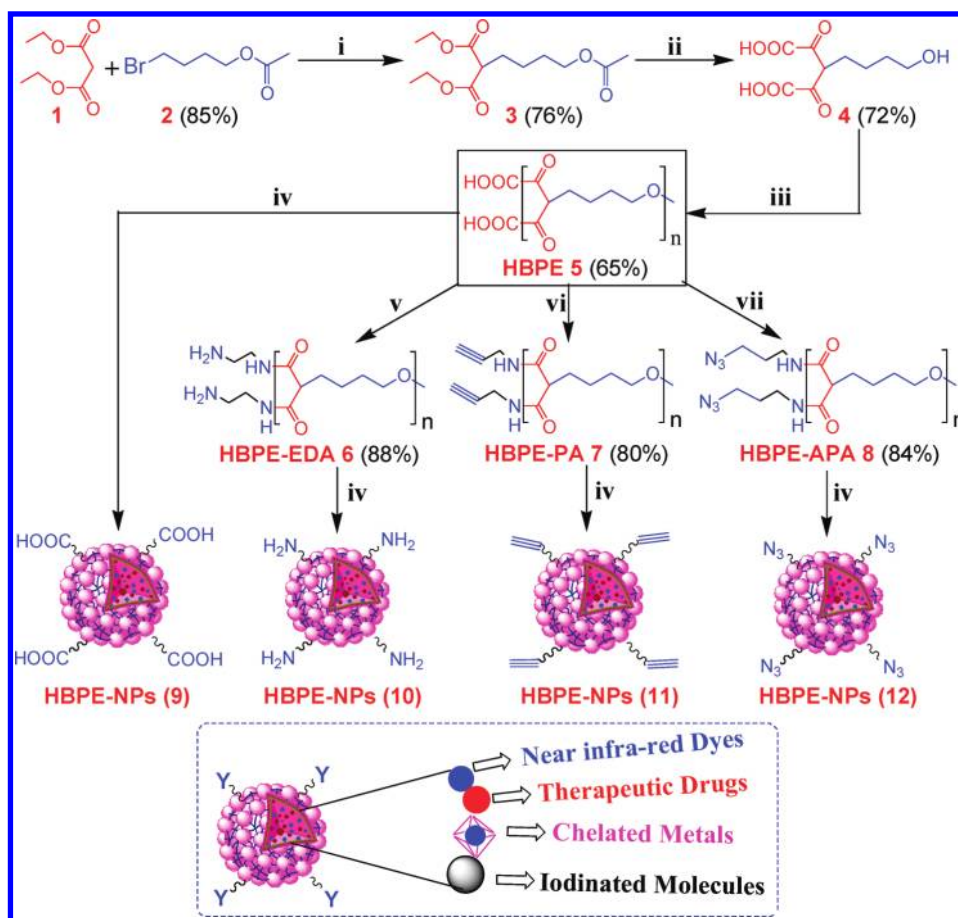 i
ii
O
O
O
O
1
+
Br
O
O
2 (85%)
O
O
O
O
O
O
3 (76%)
HOOC
HOOC
O
O
OH
4 (72%)
iv
iii
HOOC
HOOC
O
O
O
n
HBPE 5 (65%)
v
vi
vii
H2N
H2N
HN
N
H
O
O
O
n
HBPE-EDA 6 (88%)
HN
N
H
O
O
O
n
HBPE-PA 7 (80%)
N3
N3
HN
N
H
O
O
O
n
HBPE-APA 8 (84%)
iv
iv
iv
HOOC
COOH
HOOC
COOH
HBPE-NPs (9)
H2N
NH2
H2N
NH2
HBPE-NPs (10)
HBPE-NPs (11)
N3
N3
N3
N3
HBPE-NPs (12)
Y
Y
Y
Y
Near infra-red Dyes
Therapeutic Drugs
Chelated Metals
Iodinated Molecules